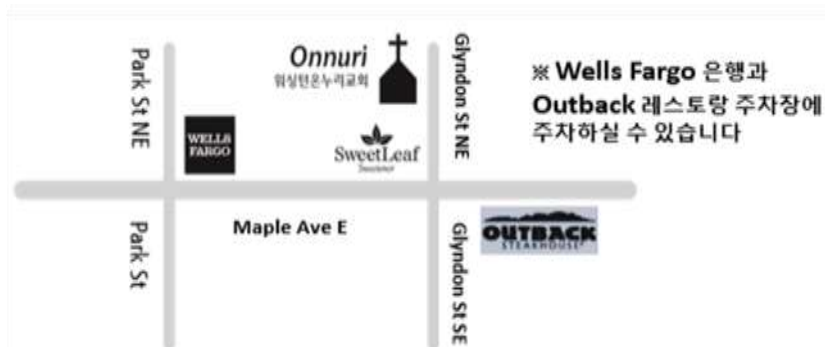 Park St NE
Onnuri
워싱턴온누리교회
Glyndon St NE
※ Wells Fargo 은행과
Outback 레스토랑 주차장에
주차하실 수 있습니다
WELLS
FARGO
SweetLeaf
Sweetener
Park St
Maple Ave E
Glyndon St SE
OUTBACK
STEAKHOUSE®